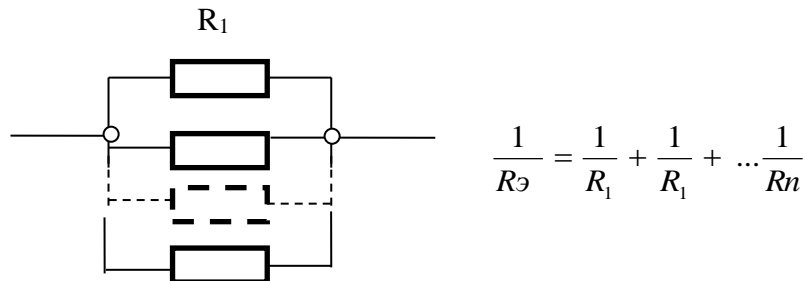 R₁
1/Rэ = 1/R₁ + 1/R₁ + ...1/Rn